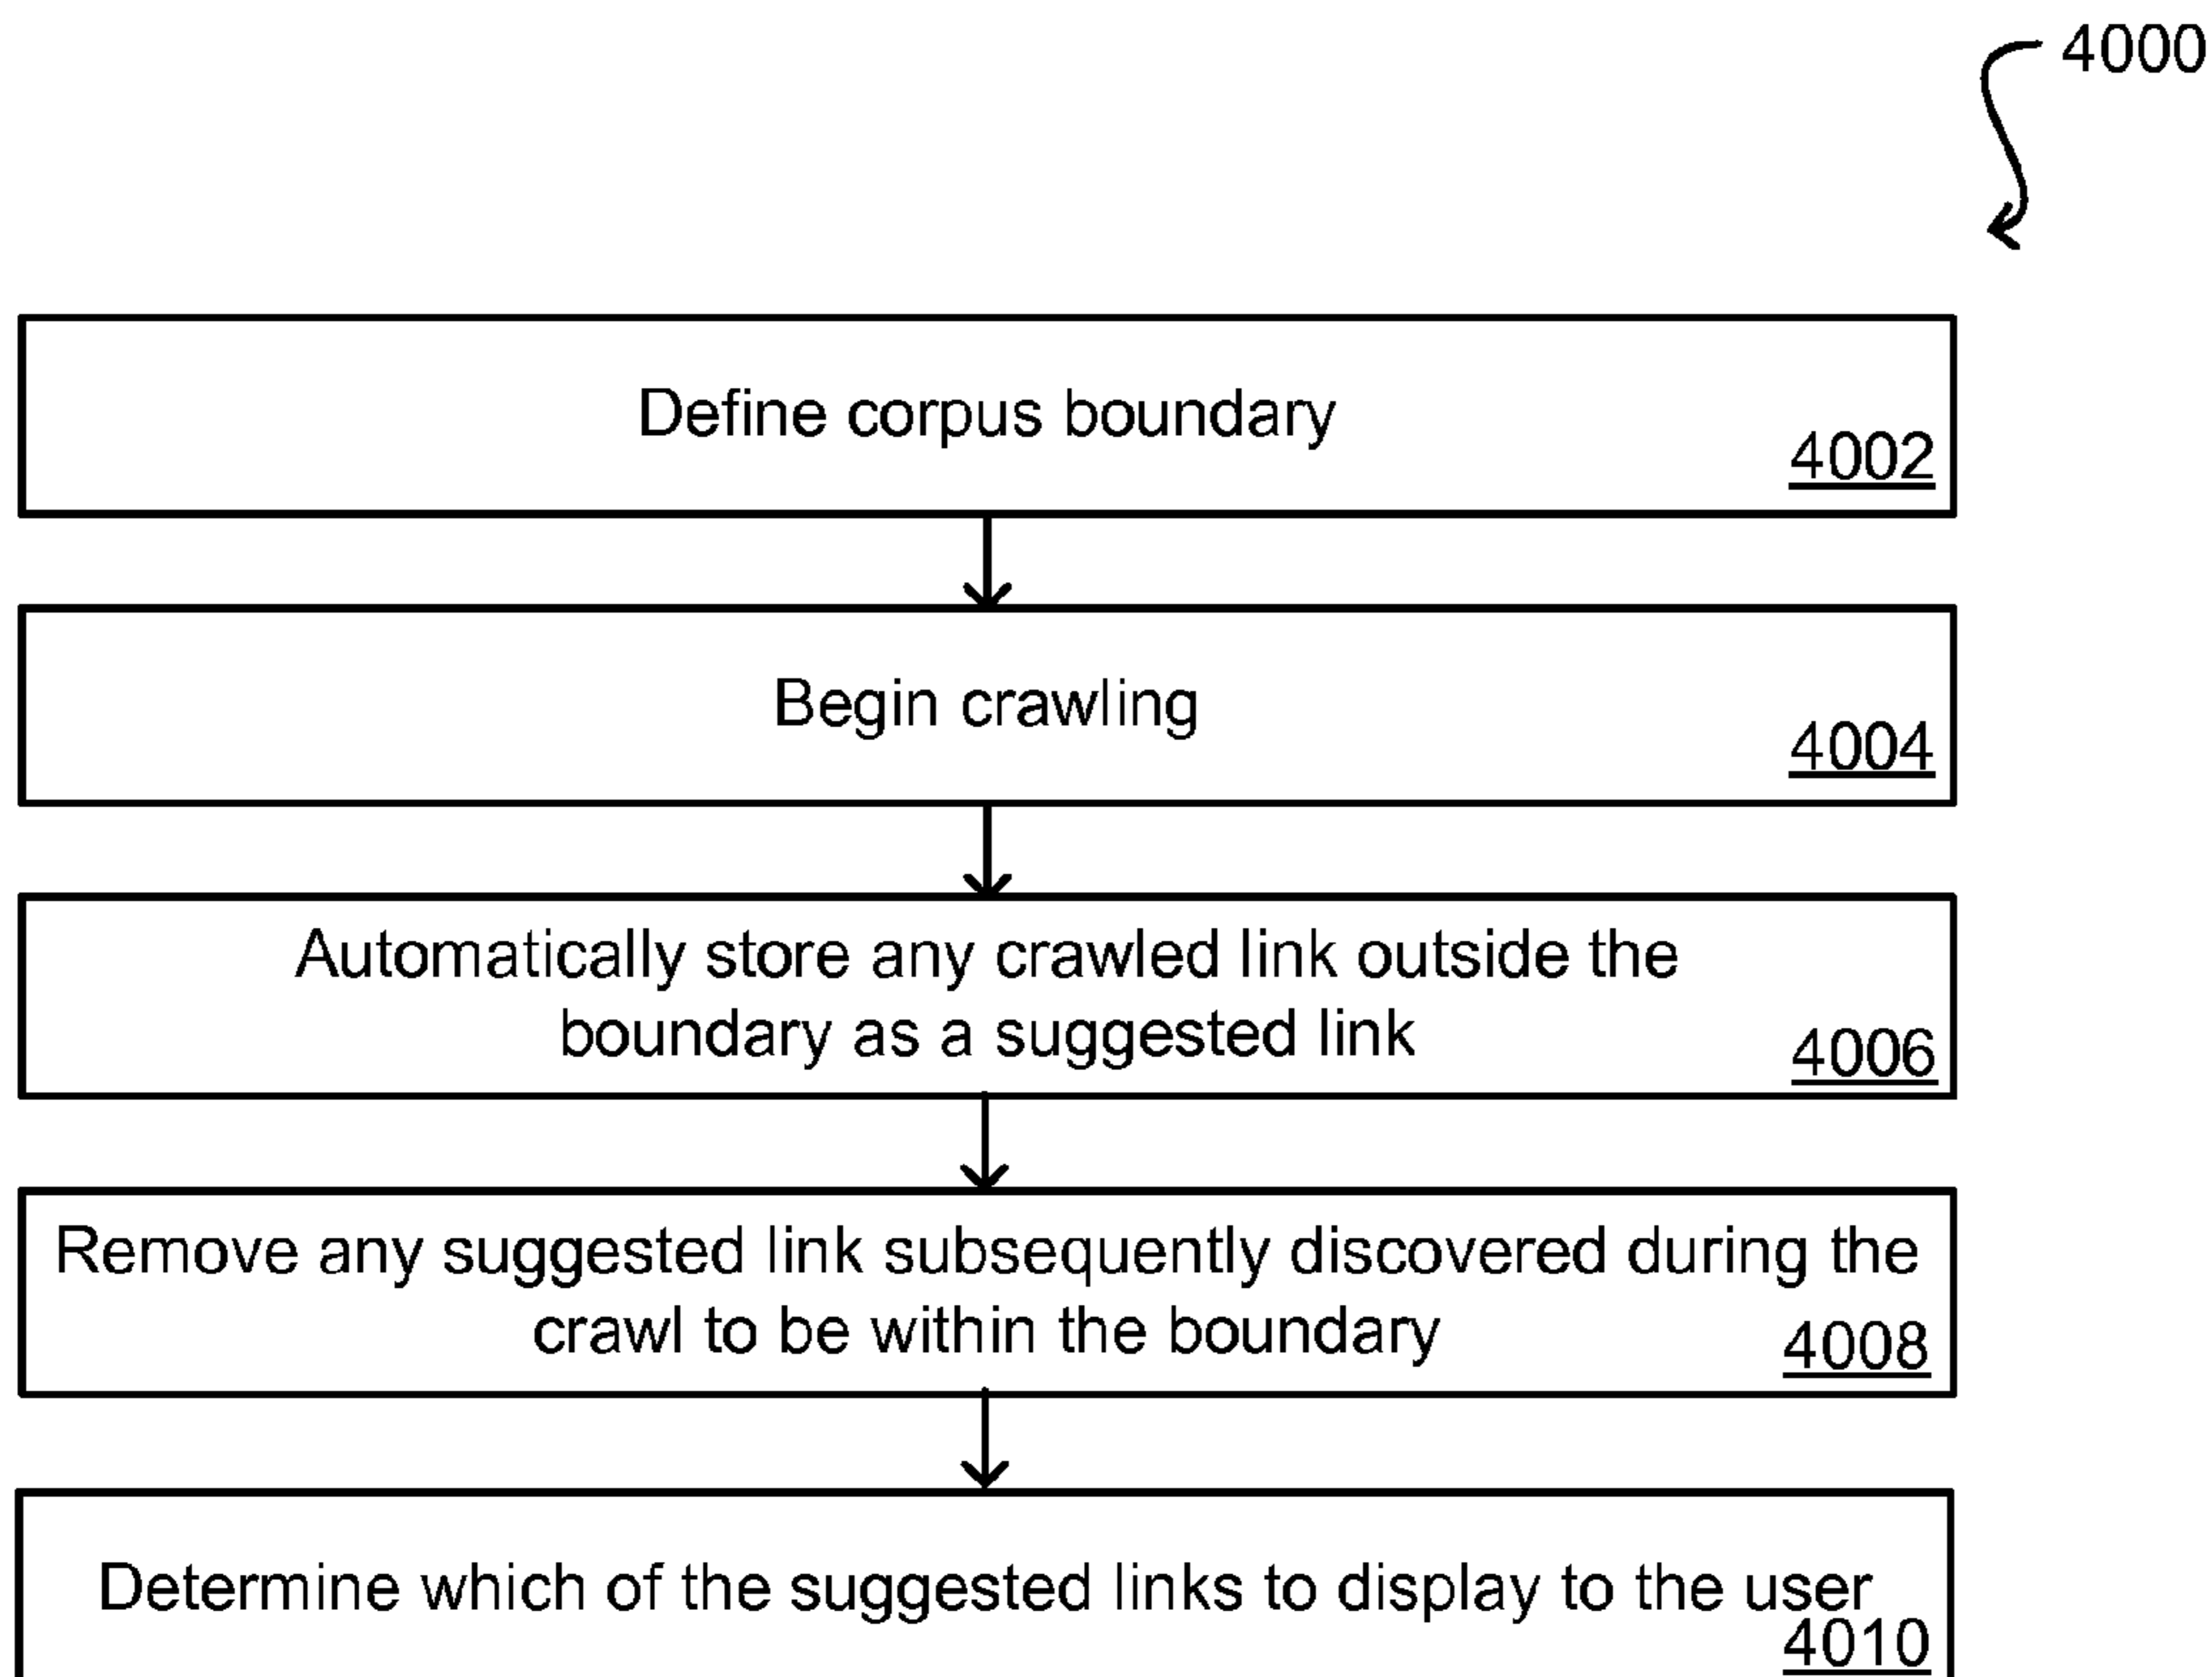 4000
Define corpus boundary
4002
Begin crawling
4004
Automatically store any crawled link outside the
boundary as a suggested link
4006
Remove any suggested link subsequently discovered during the
crawl to be within the boundary
4008
Determine which of the suggested links to display to the user
4010